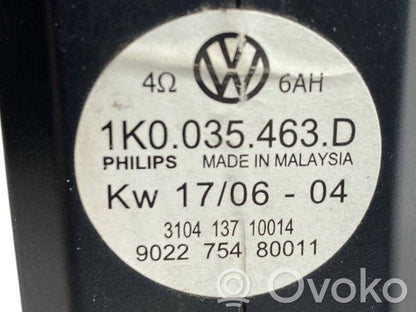 4Ω VW 6AH
1K0.035.463.D
PHILIPS MADE IN MALAYSIA
Kw 17/06 - 04
3104 137 10014
9022 754 80011
Ovoko